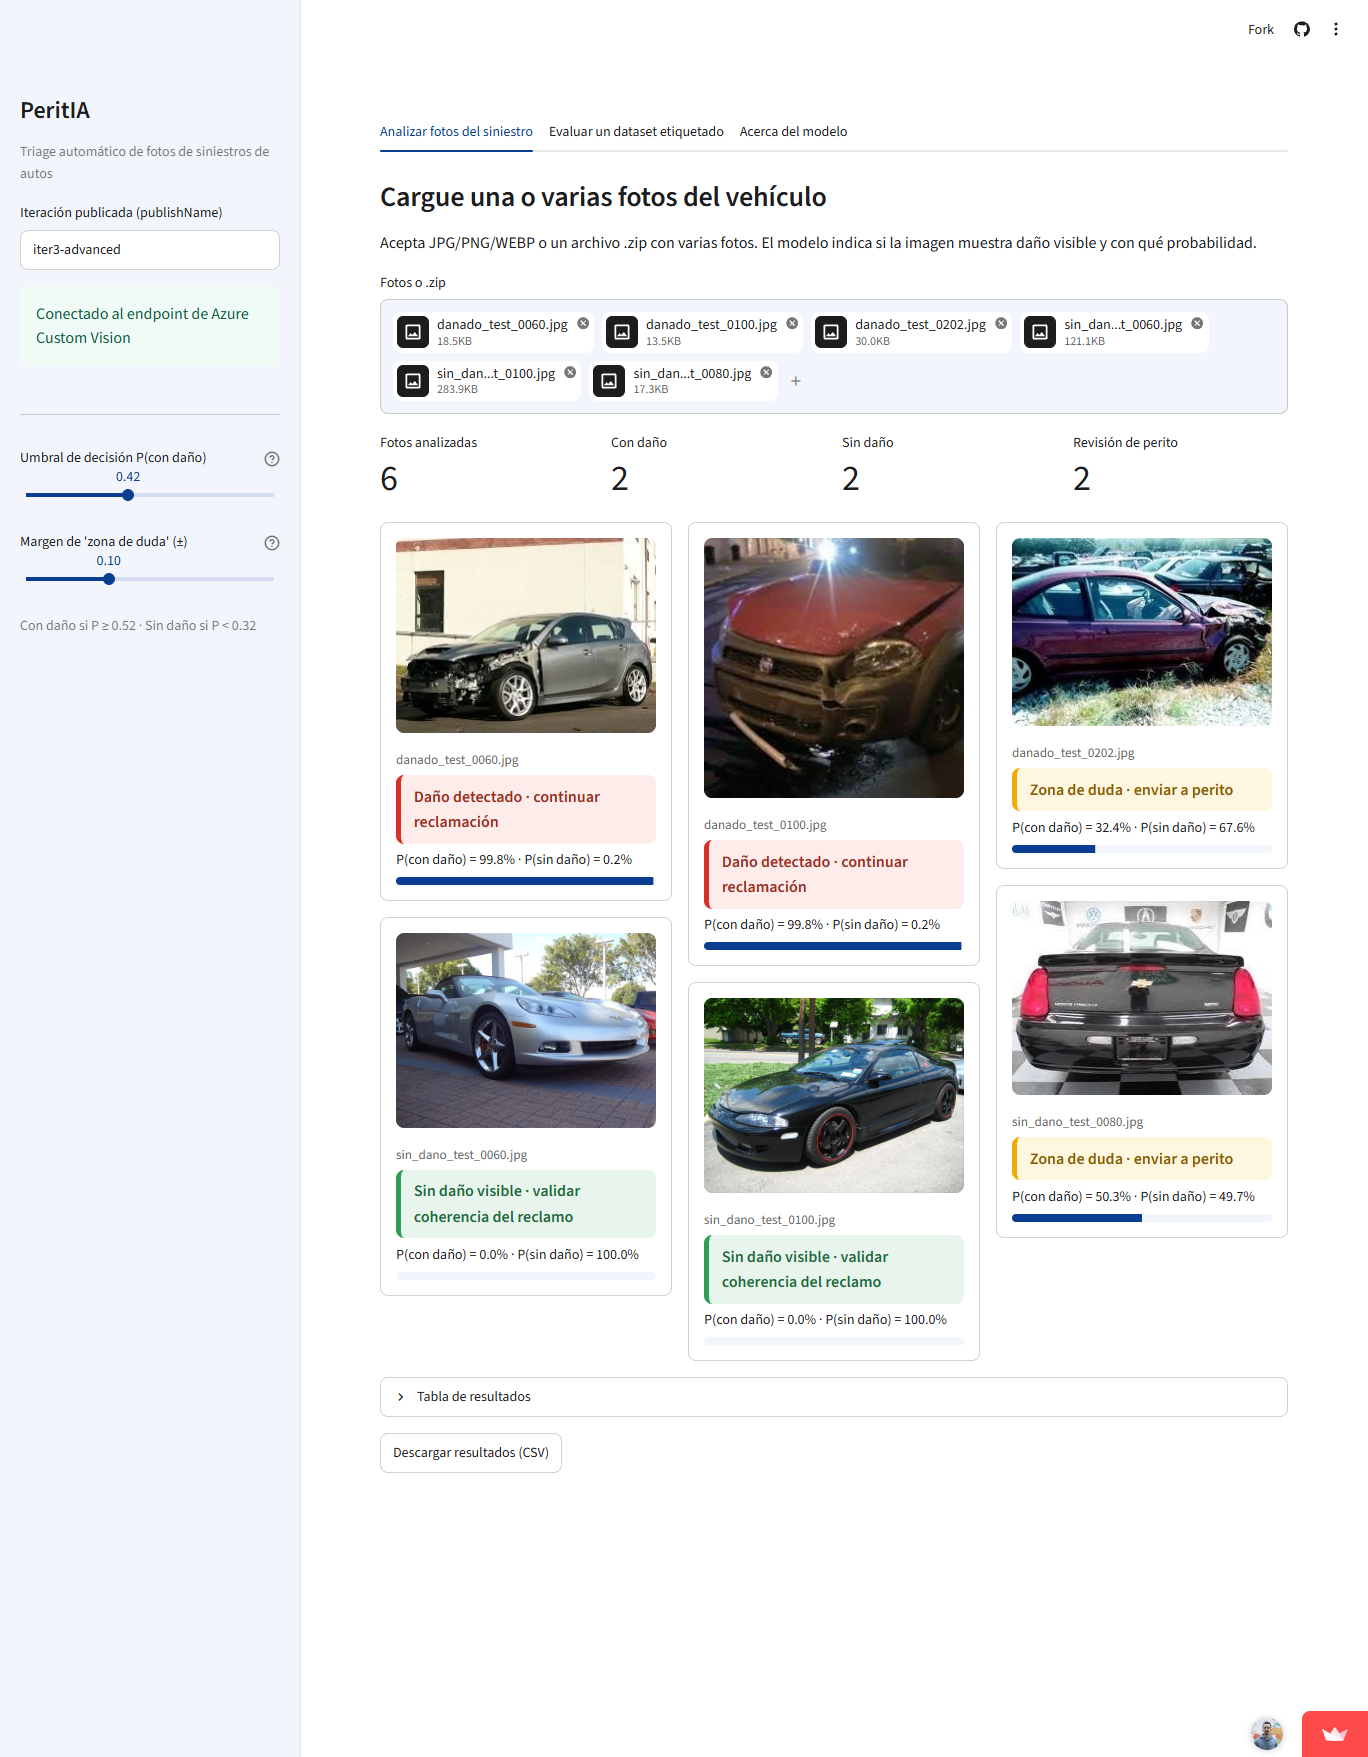 Fork
PeritIA
Triage automático de fotos de siniestros de
autos
Iteración publicada (publishName)
iter3-advanced
Conectado al endpoint de Azure
Custom Vision
Umbral de decisión P(con daño)
0.42
Margen de 'zona de duda' (±)
0.10
Con daño si P ≥ 0.52 · Sin daño si P < 0.32
Analizar fotos del siniestro
Evaluar un dataset etiquetado
Acerca del modelo
Cargue una o varias fotos del vehículo
Acepta JPG/PNG/WEBP o un archivo .zip con varias fotos. El modelo indica si la imagen muestra daño visible y con qué probabilidad.
Fotos o .zip
danado_test_0060.jpg
18.5KB
danado_test_0100.jpg
13.5KB
danado_test_0202.jpg
30.0KB
sin_dan...t_0060.jpg
121.1KB
sin_dan...t_0100.jpg
283.9KB
sin_dan...t_0080.jpg
17.3KB
Fotos analizadas
6
Con daño
2
Sin daño
2
Revisión de perito
2
danado_test_0060.jpg
Daño detectado · continuar
reclamación
P(con daño) = 99.8% · P(sin daño) = 0.2%
danado_test_0100.jpg
Daño detectado · continuar
reclamación
P(con daño) = 99.8% · P(sin daño) = 0.2%
danado_test_0202.jpg
Zona de duda · enviar a perito
P(con daño) = 32.4% · P(sin daño) = 67.6%
sin_dano_test_0060.jpg
Sin daño visible · validar
coherencia del reclamo
P(con daño) = 0.0% · P(sin daño) = 100.0%
sin_dano_test_0100.jpg
Sin daño visible · validar
coherencia del reclamo
P(con daño) = 0.0% · P(sin daño) = 100.0%
sin_dano_test_0080.jpg
Zona de duda · enviar a perito
P(con daño) = 50.3% · P(sin daño) = 49.7%
Tabla de resultados
Descargar resultados (CSV)